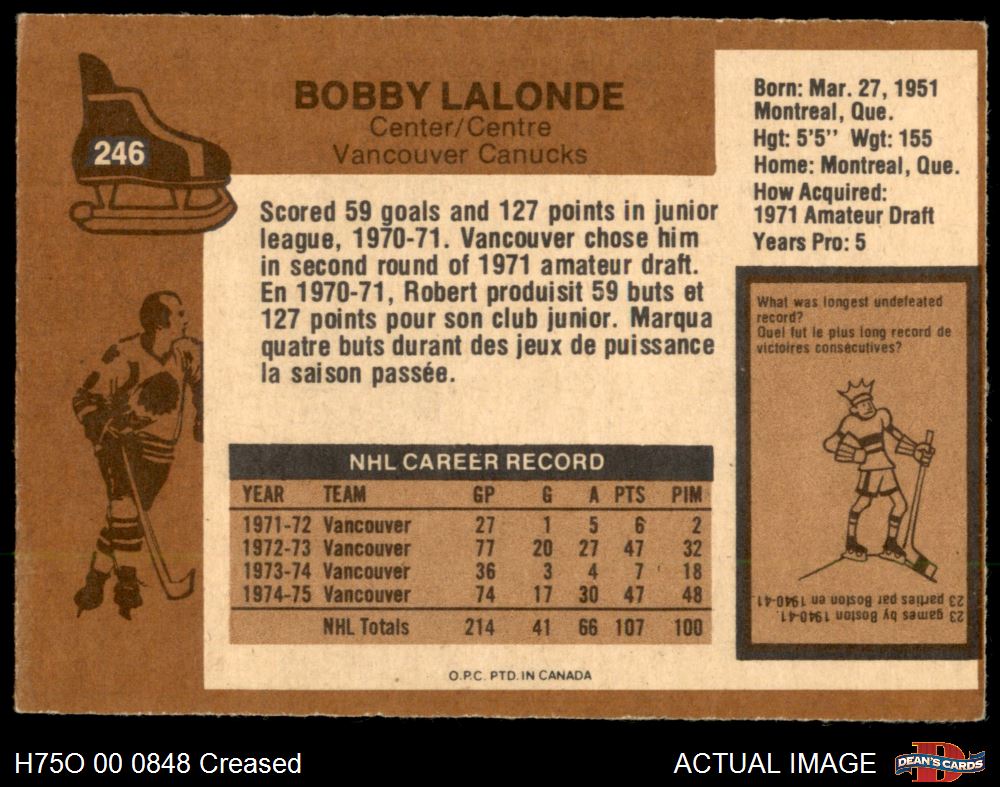 246
BOBBY LALONDE
Center/Centre
Vancouver Canucks
Born: Mar. 27, 1951
Montreal, Que.
Hgt: 5'5'' Wgt: 155
Home: Montreal, Que.
How Acquired:
1971 Amateur Draft
Years Pro: 5
Scored 59 goals and 127 points in junior
league, 1970-71. Vancouver chose him
in second round of 1971 amateur draft.
En 1970-71, Robert produisit 59 buts et
127 points pour son club junior. Marqua
quatre buts durant des jeux de puissance
la saison passée.
What was longest undefeated
record?
Quel fut le plus long record de
victoires consécutives?
23 games by Boston 1940-41.
23 parties par Boston en 1940-41.
NHL CAREER RECORD
YEAR TEAM GP G A PTS PIM
1971-72 Vancouver 27 1 5 6 2
1972-73 Vancouver 77 20 27 47 32
1973-74 Vancouver 36 3 4 7 18
1974-75 Vancouver 74 17 30 47 48
NHL Totals 214 41 66 107 100
O.P.C. PTD. IN CANADA
H75O 00 0848 Creased
ACTUAL IMAGE
D
DEAN'S CARDS